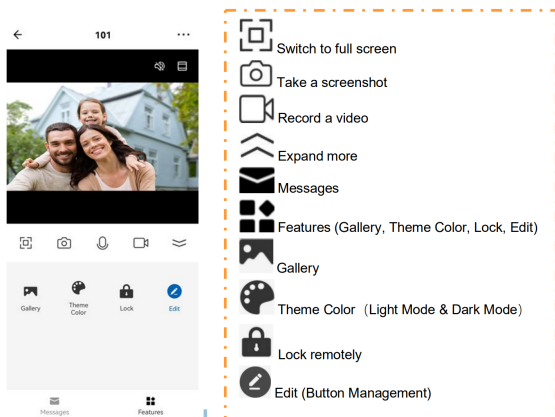 101
Gallery
Theme
Color
Lock
Edit
Messages
Features
Switch to full screen
Take a screenshot
Record a video
Expand more
Messages
Features (Gallery, Theme Color, Lock, Edit)
Gallery
Theme Color（Light Mode & Dark Mode）
Lock remotely
Edit (Button Management)